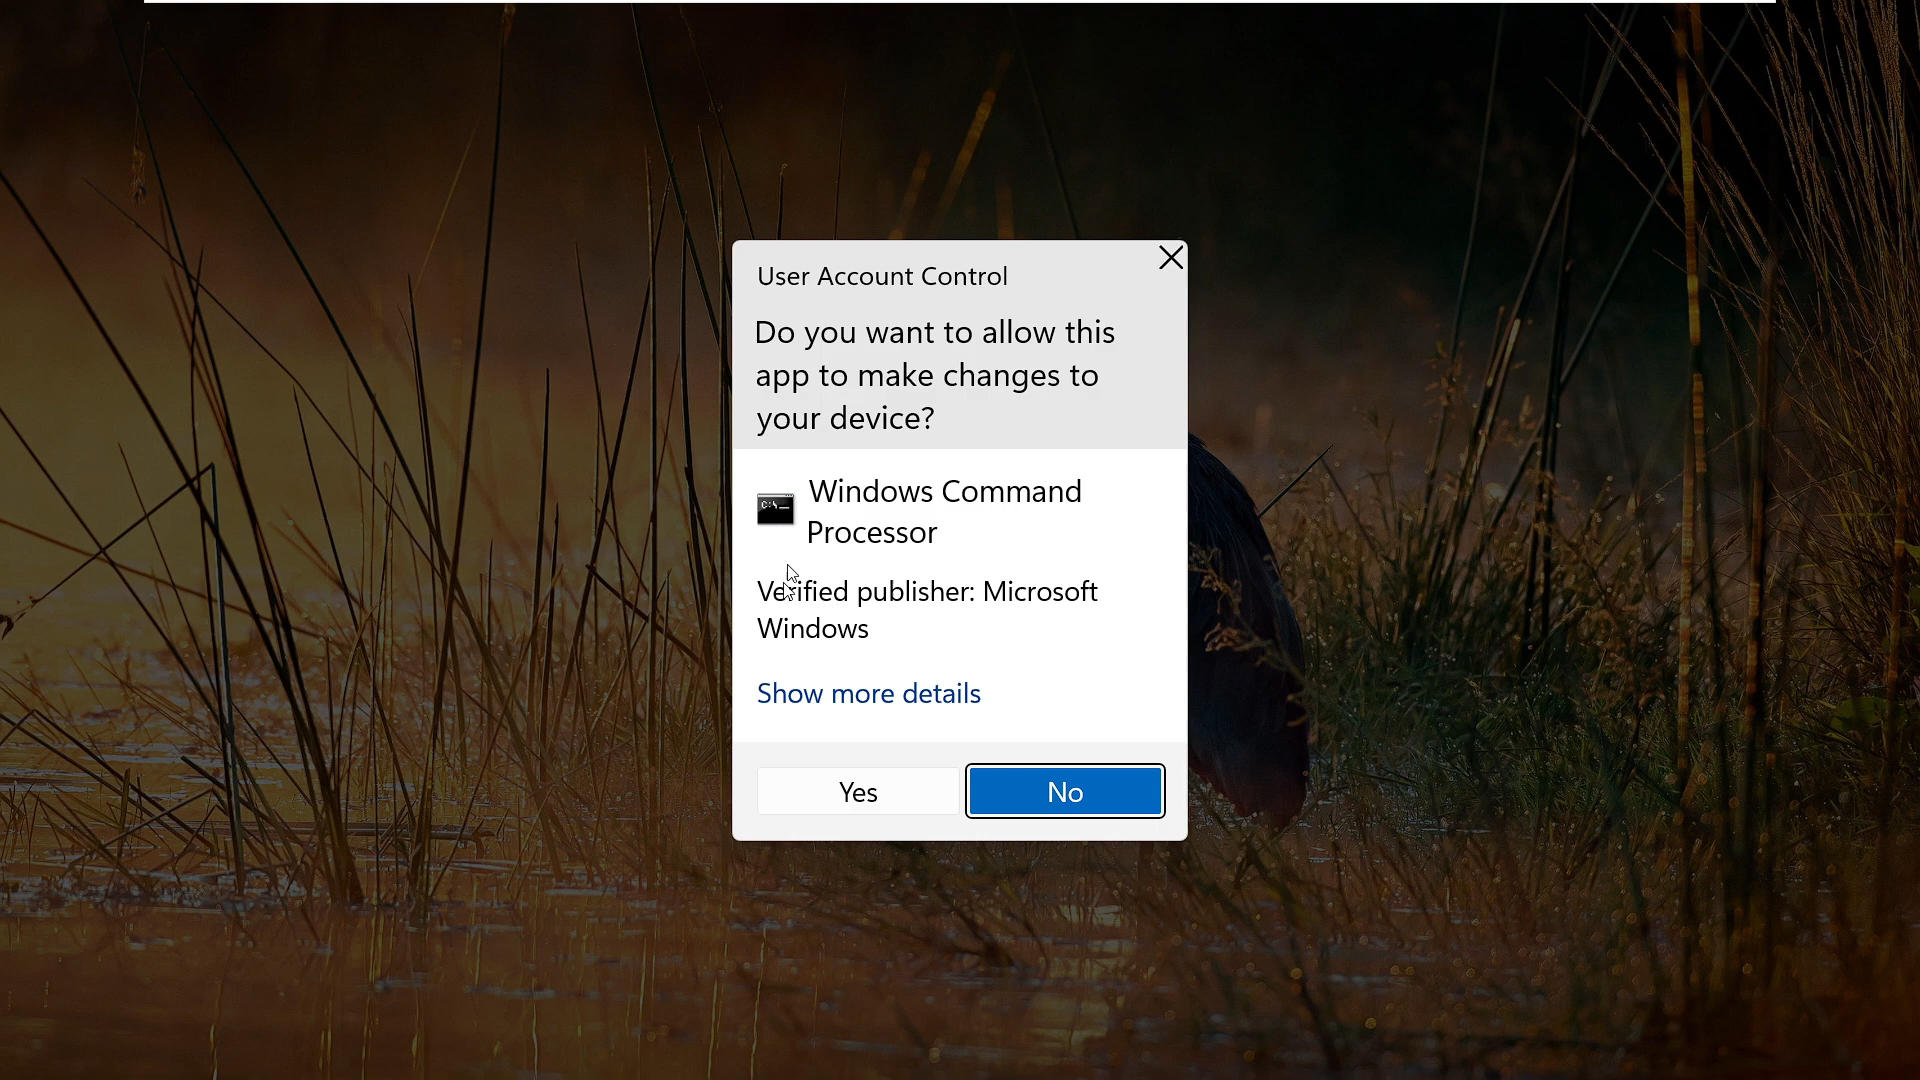 User Account Control
Do you want to allow this
app to make changes to
your device?
C:\_
Windows Command
Processor
Verified publisher: Microsoft
Windows
Show more details
Yes
No